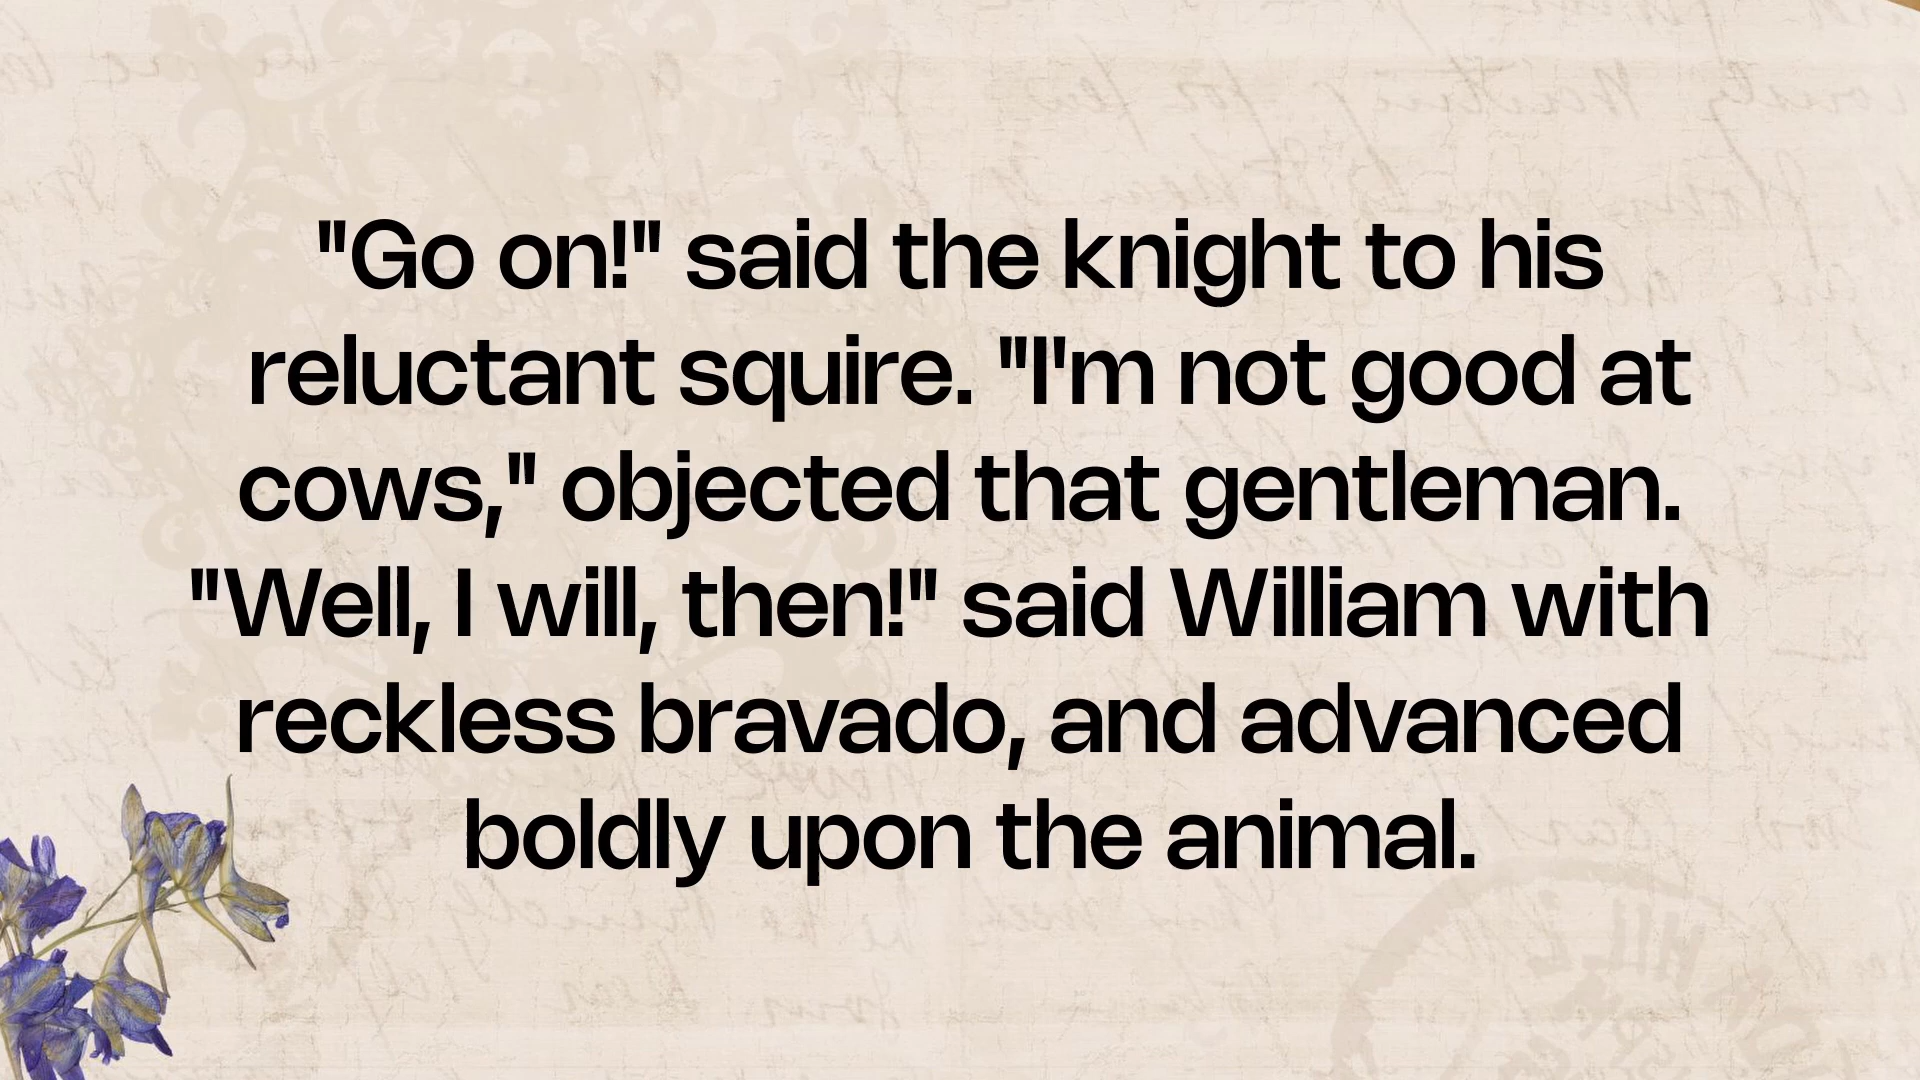 "Go on!" said the knight to his
reluctant squire. "I'm not good at
cows," objected that gentleman.
"Well, I will, then!" said William with
reckless bravado, and advanced
boldly upon the animal.